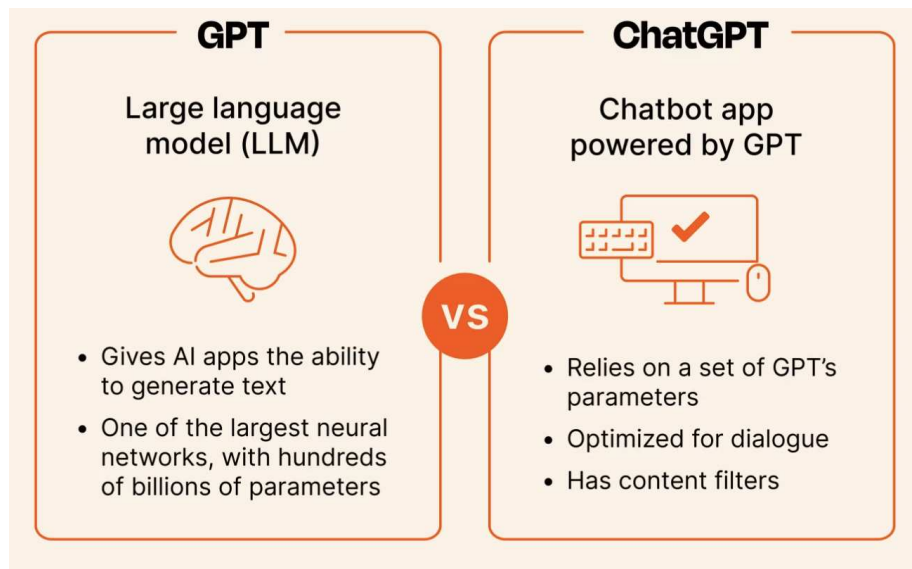 GPT
Large language
model (LLM)
• Gives AI apps the ability
to generate text
• One of the largest neural
networks, with hundreds
of billions of parameters
VS
ChatGPT
Chatbot app
powered by GPT
• Relies on a set of GPT's
parameters
• Optimized for dialogue
• Has content filters